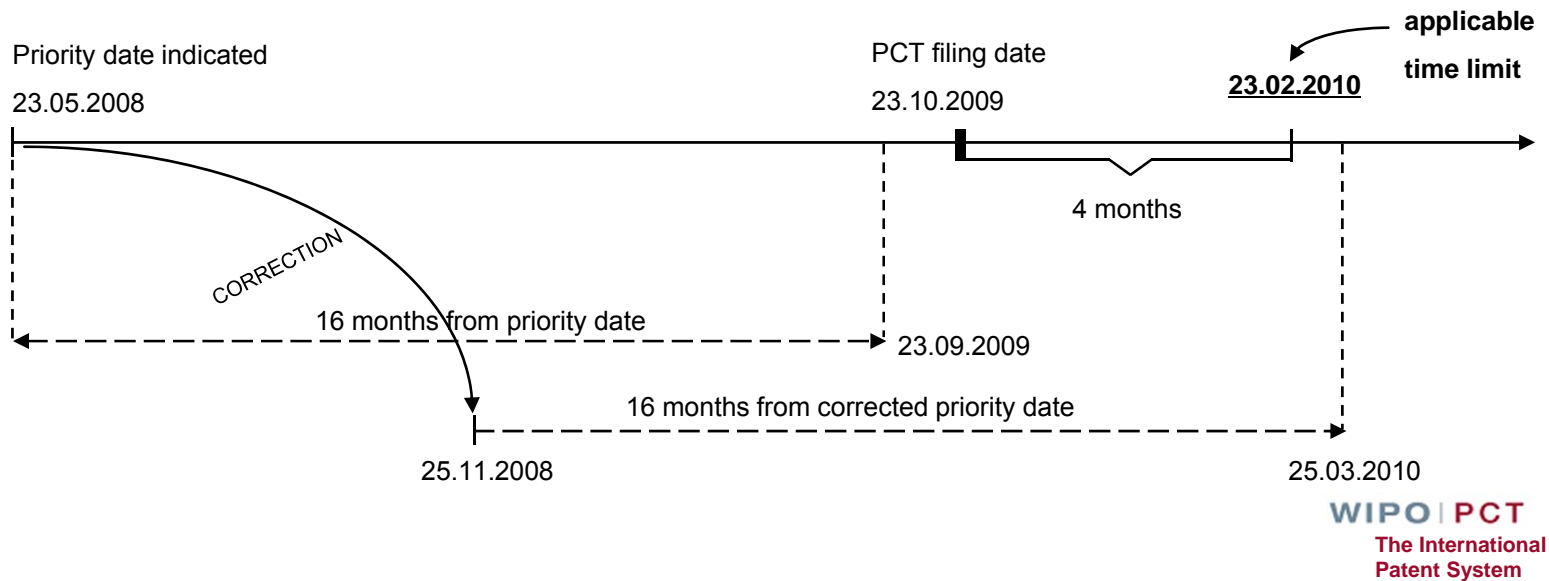 applicable
time limit
Priority date indicated
23.05.2008
PCT filing date
23.10.2009
23.02.2010
4 months
CORRECTION
16 months from priority date
23.09.2009
16 months from corrected priority date
25.11.2008
25.03.2010
WIPO | PCT
The International
Patent System